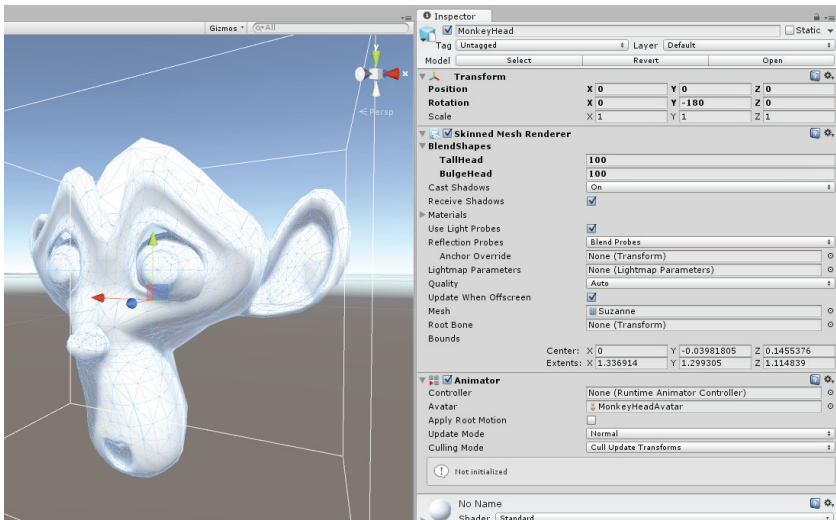 Gizmos All
y
x
Persp
Inspector
MonkeyHead Static
Tag Untagged Layer Default
Model Select Revert Open
Transform
Position X 0 Y 0 Z 0
Rotation X 0 Y -180 Z 0
Scale X 1 Y 1 Z 1
Skinned Mesh Renderer
BlendShapes
TallHead 100
BulgeHead 100
Cast Shadows On
Receive Shadows
Materials
Use Light Probes
Reflection Probes Blend Probes
Anchor Override None (Transform)
Lightmap Parameters None (Lightmap Parameters)
Quality Auto
Update When Offscreen
Mesh Suzanne
Root Bone None (Transform)
Bounds
Center: X 0 Y -0.03981805 Z 0.1455376
Extents: X 1.336914 Y 1.299305 Z 1.114839
Animator
Controller None (Runtime Animator Controller)
Avatar MonkeyHeadAvatar
Apply Root Motion
Update Mode Normal
Culling Mode Cull Update Transforms
Not initialized
No Name
Shader Standard